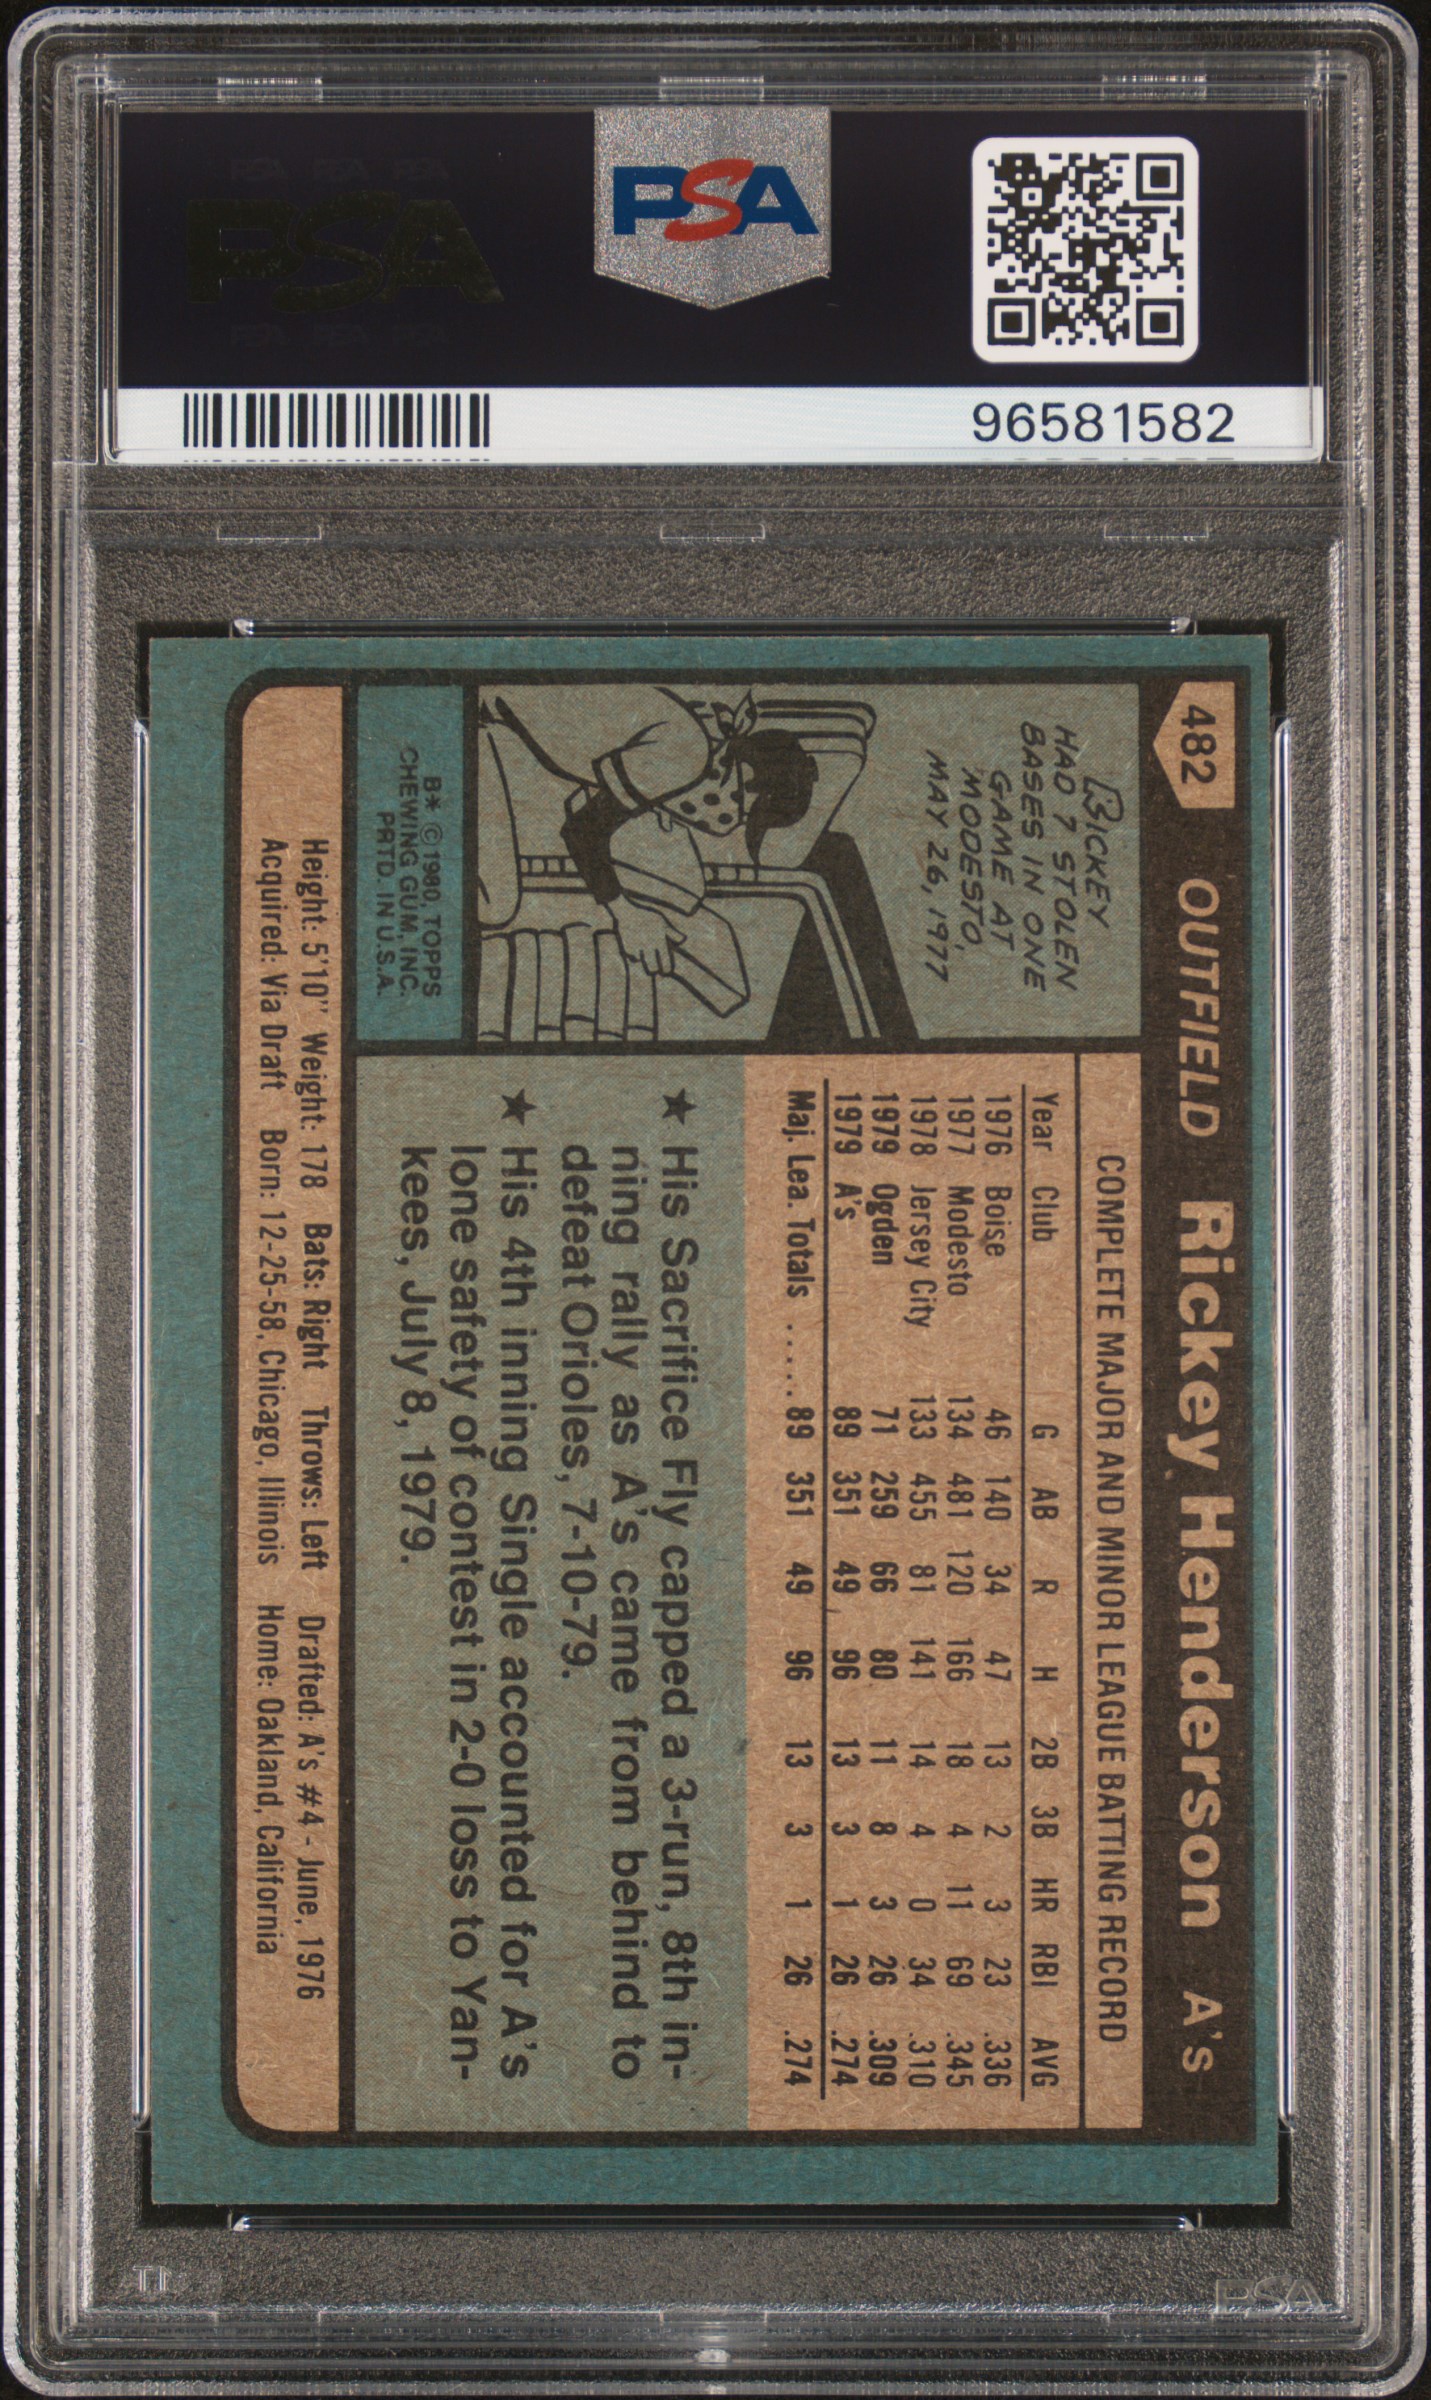 PSA
PSA
96581582
482 OUTFIELD Rickey Henderson A's
RICKEY
HAD 7 STOLEN
BASES IN ONE
GAME AT
MODESTO,
MAY 26, 1977
B* © 1980, TOPPS
CHEWING GUM, INC.
PRTD. IN U.S.A.
COMPLETE MAJOR AND MINOR LEAGUE BATTING RECORD
Year Club G AB R H 2B 3B HR RBI AVG
1976 Boise 46 140 34 47 13 2 3 23 .336
1977 Modesto 134 481 120 166 18 4 11 69 .345
1978 Jersey City 133 455 81 141 14 4 0 34 .310
1979 Ogden 71 259 66 80 11 8 3 26 .309
1979 A's 89 351 49 96 13 3 1 26 .274
Maj. Lea. Totals ..... 89 351 49 96 13 3 1 26 .274
★ His Sacrifice Fly capped a 3-run, 8th in-
ning rally as A's came from behind to
defeat Orioles, 7-10-79.
★ His 4th inning Single accounted for A's
lone safety of contest in 2-0 loss to Yan-
kees, July 8, 1979.
Height: 5'10" Weight: 178 Bats: Right Throws: Left Drafted: A's #4 - June, 1976
Acquired: Via Draft Born: 12-25-58, Chicago, Illinois Home: Oakland, California
PSA